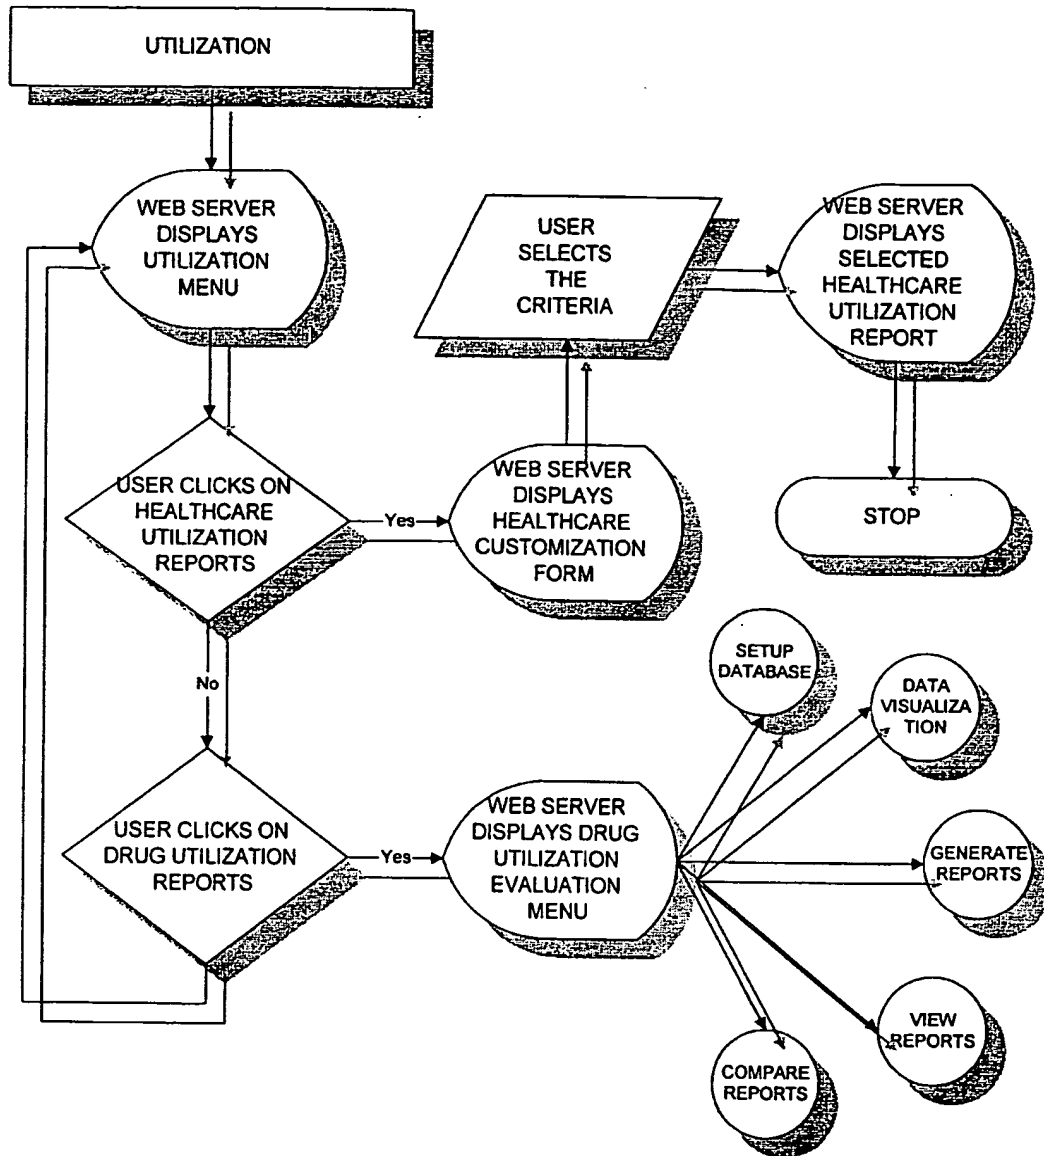 UTILIZATION
WEB SERVER
DISPLAYS
UTILIZATION
MENU
USER
SELECTS
THE
CRITERIA
WEB SERVER
DISPLAYS
SELECTED
HEALTHCARE
UTILIZATION
REPORT
USER CLICKS ON
HEALTHCARE
UTILIZATION
REPORTS
Yes
WEB SERVER
DISPLAYS
HEALTHCARE
CUSTOMIZATION
FORM
STOP
No
USER CLICKS ON
DRUG UTILIZATION
REPORTS
Yes
WEB SERVER
DISPLAYS DRUG
UTILIZATION
EVALUATION
MENU
SETUP
DATABASE
DATA
VISUALIZA
TION
GENERATE
REPORTS
VIEW
REPORTS
COMPARE
REPORTS